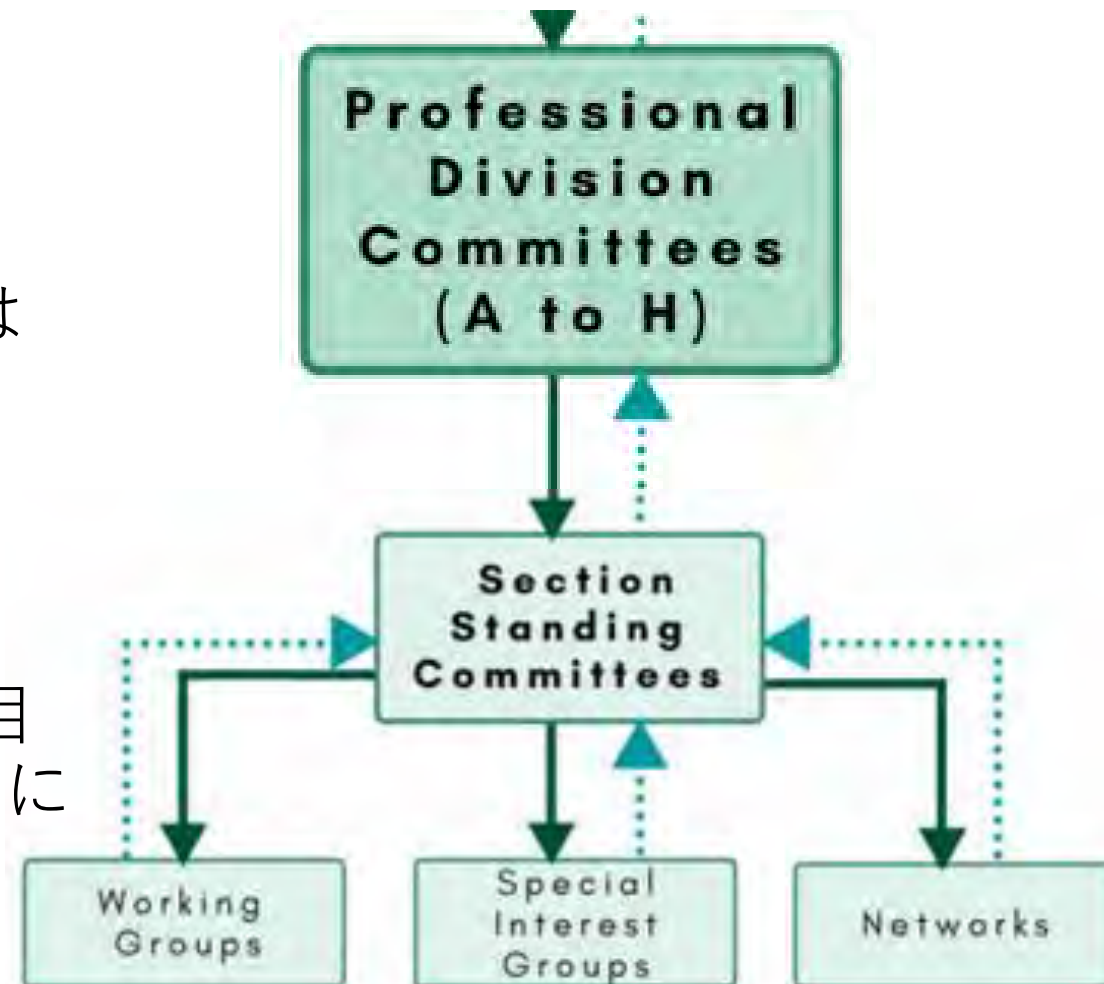 Professional
Division
Committees
(A to H)
は
Section
Standing
Committees
目
に
Working
Groups
Special
Interest
Groups
Networks